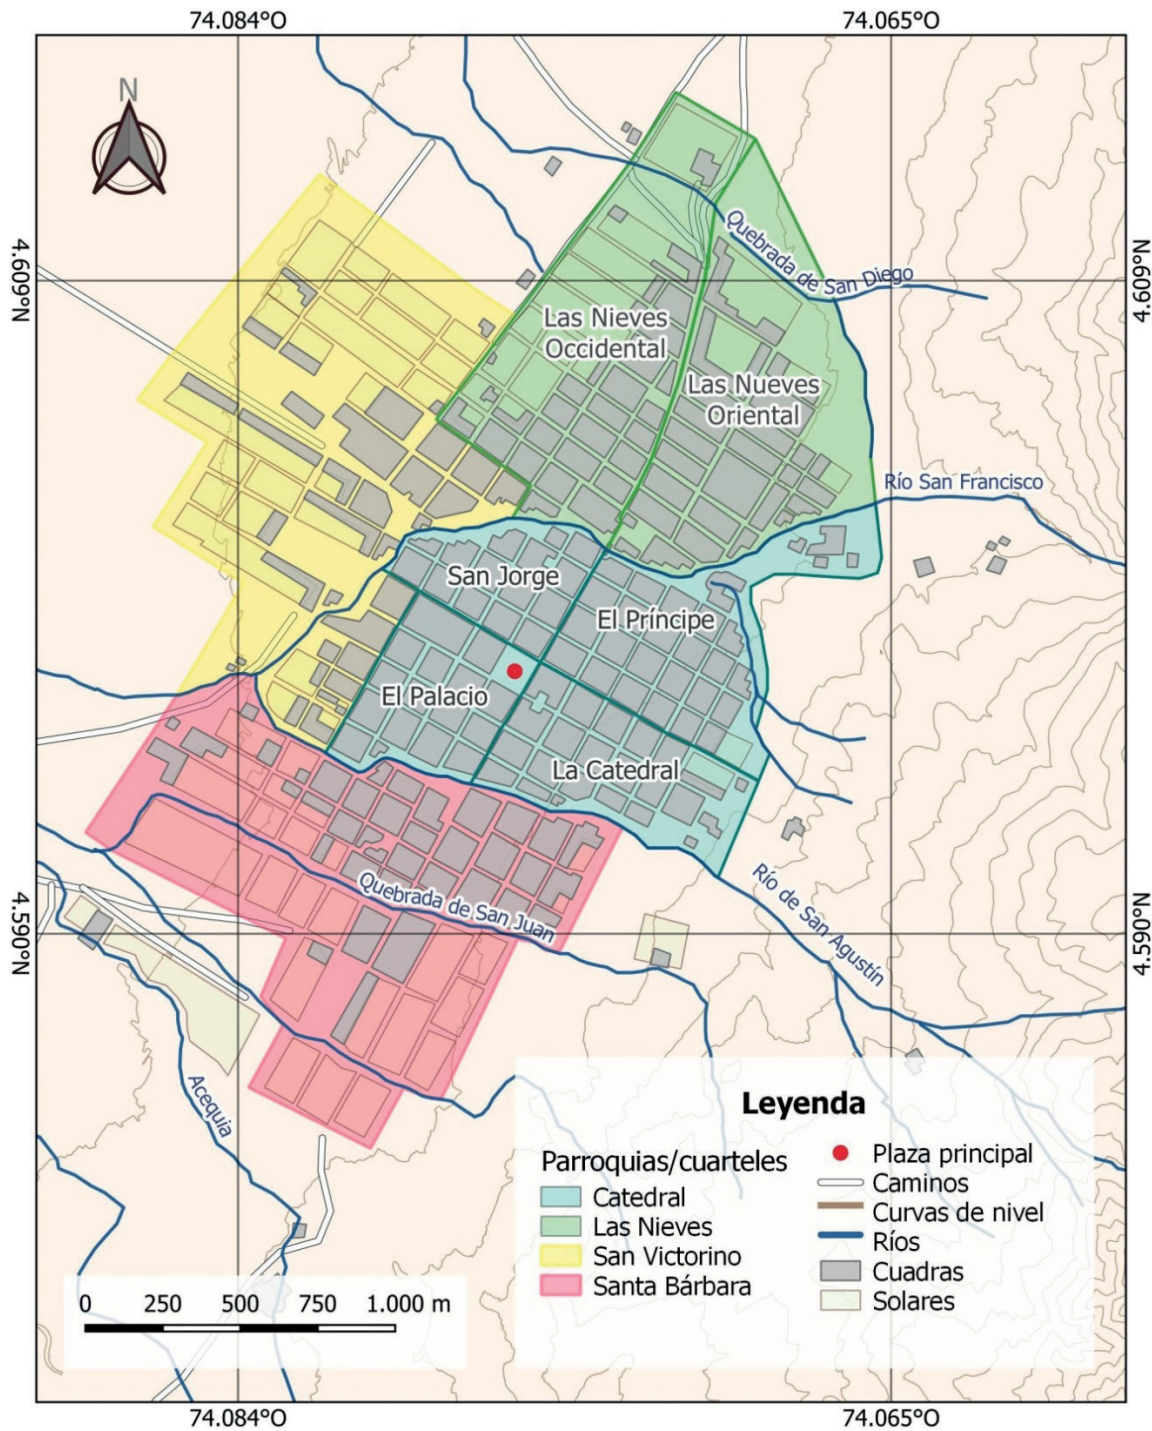 74.084°O
74.065°O
N
4.609°N
4.609°N
Quebrada de San Diego
Las Nieves
Occidental
Las Nueves
Oriental
Río San Francisco
San Jorge
El Príncipe
El Palacio
La Catedral
Quebrada de San Juan
Río de San Agustín
4.590°N
4.590°N
Acequia
Leyenda
Parroquias/cuarteles
Catedral
Las Nieves
San Victorino
Santa Bárbara
Plaza principal
Caminos
Curvas de nivel
Ríos
Cuadras
Solares
0 250 500 750 1.000 m
74.084°O
74.065°O